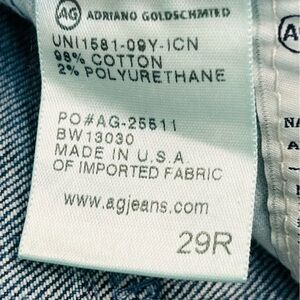 AG ADRIANO GOLDSCHMIED
UNI1581-09Y-ICN
98% COTTON
2% POLYURETHANE
PO#AG-25511
BW13030
MADE IN U.S.A.
OF IMPORTED FABRIC
www.agjeans.com
29R